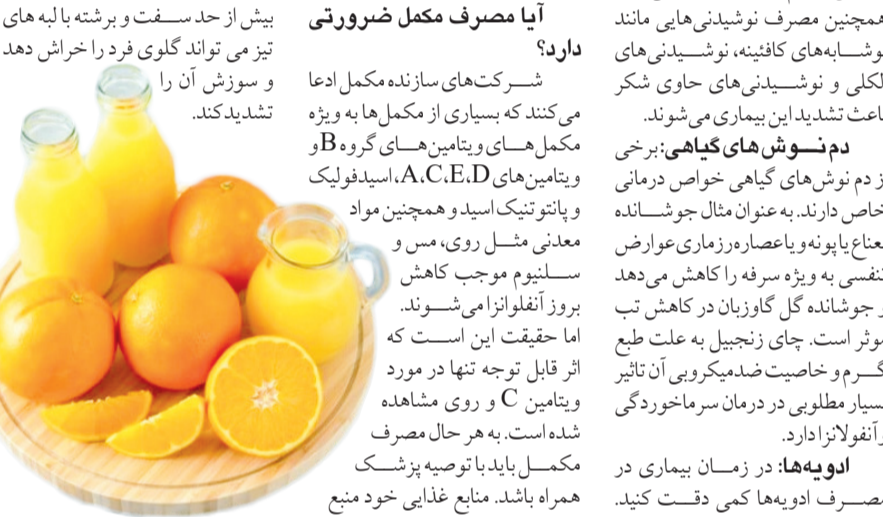 همچنین مصرف نوشیدنی‌هایی مانند
نوشابه‌های کافئینه، نوشیدنی‌های
الکلی و نوشیدنی‌های حاوی شکر
باعث تشدید این بیماری می‌شوند.
دم نوش های گیاهی: برخی
از دم نوش‌های گیاهی خواص درمانی
خاص دارند. به عنوان مثال جوشانده
نعناع یا پونه و یا عصاره رزماری عوارض
تنفسی به ویژه سرفه را کاهش می‌دهد
و جوشانده گل گاوزبان در کاهش تب
موثر است. چای زنجبیل به علت طبع
گرم و خاصیت ضدمیکروبی آن تاثیر
بسیار مطلوبی در درمان سرماخوردگی
و آنفولانزا دارد.
ادویه‌ها: در زمان بیماری در
مصرف ادویه‌ها کمی دقت کنید.
آیا مصرف مکمل ضرورتی
دارد؟
شرکت‌های سازنده مکمل ادعا
می‌کنند که بسیاری از مکمل‌ها به ویژه
مکمل‌های ویتامین‌های گروه B و
ویتامین‌های A،C،E،D، اسیدفولیک
و پانتوتنیک اسید و همچنین مواد
معدنی مثل روی، مس و
سلنیوم موجب کاهش
بروز آنفلوانزا می‌شوند.
اما حقیقت این است که
اثر قابل توجه تنها در مورد
ویتامین C و روی مشاهده
شده است. به هر حال مصرف
مکمل باید با توصیه پزشک
همراه باشد. منابع غذایی خود منبع
بیش از حد سفت و برشته با لبه های
تیز می تواند گلوی فرد را خراش دهد
و سوزش آن را
تشدید کند.